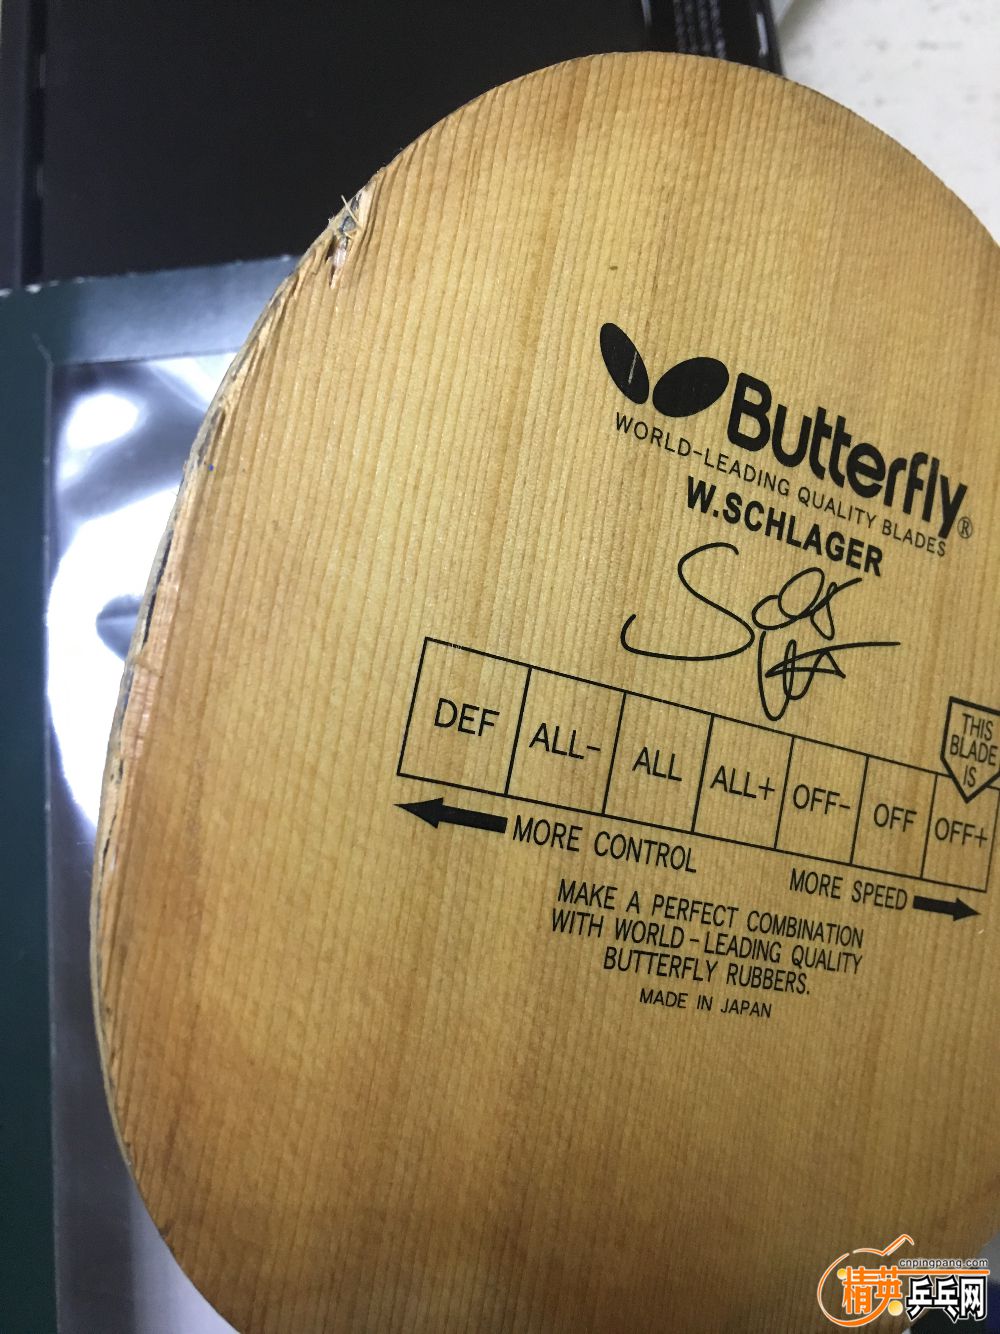 Butterfly®
WORLD-LEADING QUALITY BLADES
W.SCHLAGER
THIS
BLADE
IS
DEF ALL- ALL ALL+ OFF- OFF OFF+
MORE CONTROL
MORE SPEED
MAKE A PERFECT COMBINATION
WITH WORLD-LEADING QUALITY
BUTTERFLY RUBBERS.
MADE IN JAPAN
cnpingpang.com
精英乒乓网